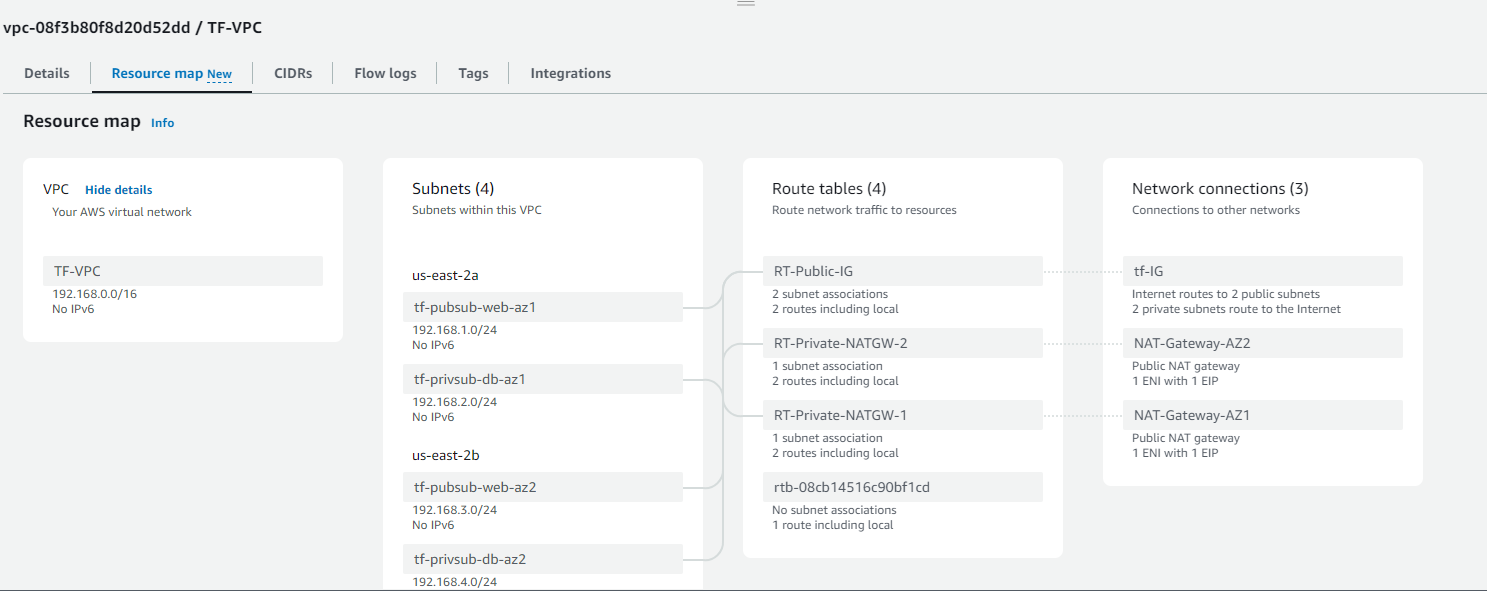 vpc-08f3b80f8d20d52dd / TF-VPC
Details
Resource map New
CIDRs
Flow logs
Tags
Integrations
Resource map Info
VPC Hide details
Your AWS virtual network
TF-VPC
192.168.0.0/16
No IPv6
Subnets (4)
Subnets within this VPC
us-east-2a
tf-pubsub-web-az1
192.168.1.0/24
No IPv6
tf-privsub-db-az1
192.168.2.0/24
No IPv6
us-east-2b
tf-pubsub-web-az2
192.168.3.0/24
No IPv6
tf-privsub-db-az2
192.168.4.0/24
Route tables (4)
Route network traffic to resources
RT-Public-IG
2 subnet associations
2 routes including local
RT-Private-NATGW-2
1 subnet association
2 routes including local
RT-Private-NATGW-1
1 subnet association
2 routes including local
rtb-08cb14516c90bf1cd
No subnet associations
1 route including local
Network connections (3)
Connections to other networks
tf-IG
Internet routes to 2 public subnets
2 private subnets route to the Internet
NAT-Gateway-AZ2
Public NAT gateway
1 ENI with 1 EIP
NAT-Gateway-AZ1
Public NAT gateway
1 ENI with 1 EIP